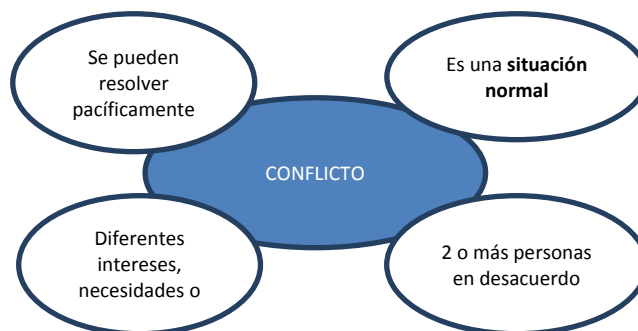 Se pueden
resolver
pacíficamente
Es una situación
normal
CONFLICTO
Diferentes
intereses,
necesidades o
2 o más personas
en desacuerdo